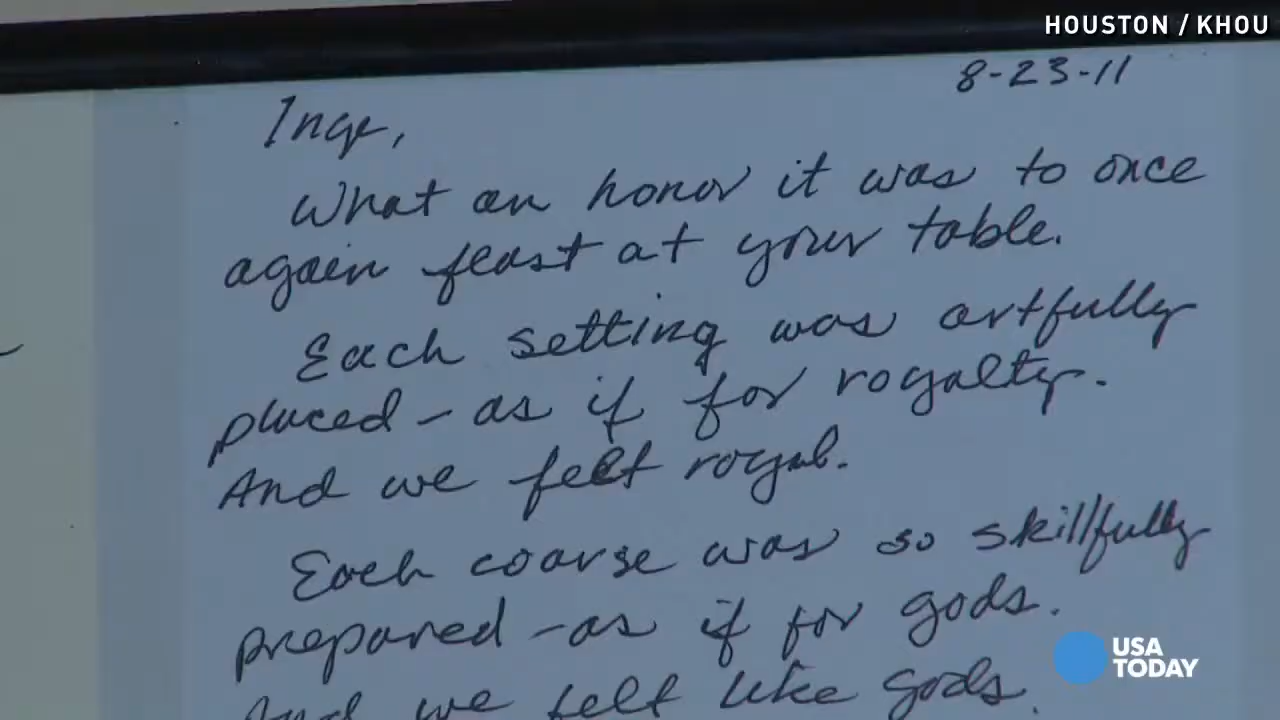 HOUSTON / KHOU
8-23-11
Inge,
What an honor it was to once
again feast at your table.
Each setting was artfully
placed - as if for royalty.
And we felt royal.
Each coarse was so skillfully
prepared - as if for gods.
And we felt like gods.
USA
TODAY